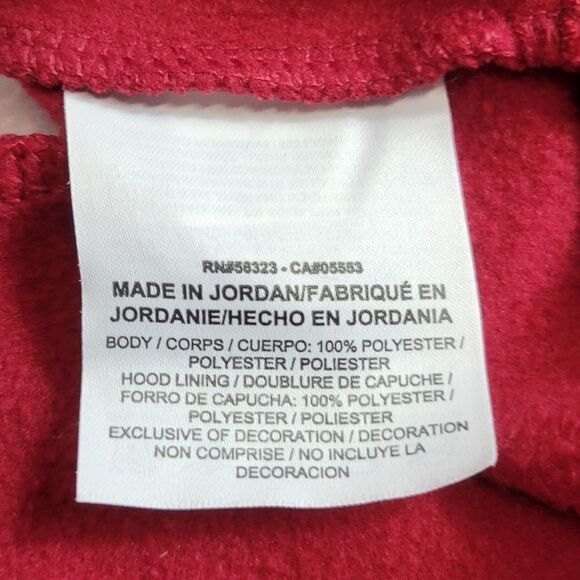 RN#56323 - CA#05553
MADE IN JORDAN/FABRIQUÉ EN
JORDANIE/HECHO EN JORDANIA
BODY / CORPS / CUERPO: 100% POLYESTER /
POLYESTER / POLIESTER
HOOD LINING / DOUBLURE DE CAPUCHE /
FORRO DE CAPUCHA: 100% POLYESTER /
POLYESTER / POLIESTER
EXCLUSIVE OF DECORATION / DECORATION
NON COMPRISE / NO INCLUYE LA
DECORACION